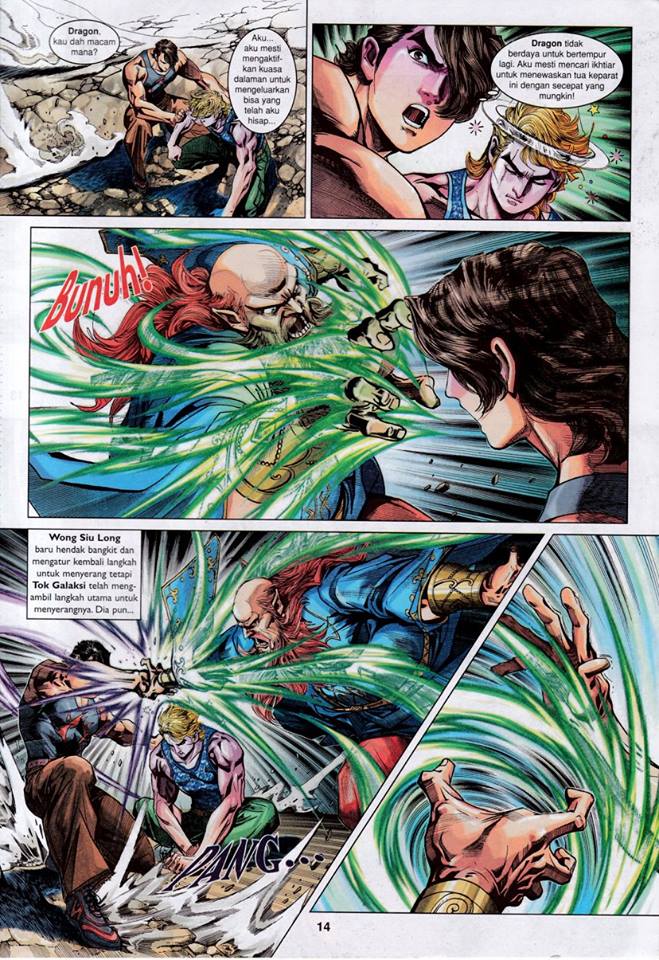 Dragon,
kau dah macam
mana?
Aku...
aku mesti
mengaktif-
kan kuasa
dalaman untuk
mengeluarkan
bisa yang
telah aku
hisap...
Dragon tidak
berdaya untuk bertempur
lagi. Aku mesti mencari ikhtiar
untuk menewaskan tua keparat
ini dengan secepat yang
mungkin!
Bunuh!
Wong Siu Long
baru hendak bangkit dan
mengatur kembali langkah
untuk menyerang tetapi
Tok Galaksi telah meng-
ambil langkah utama untuk
menyerangnya. Dia pun...
PANG...
14